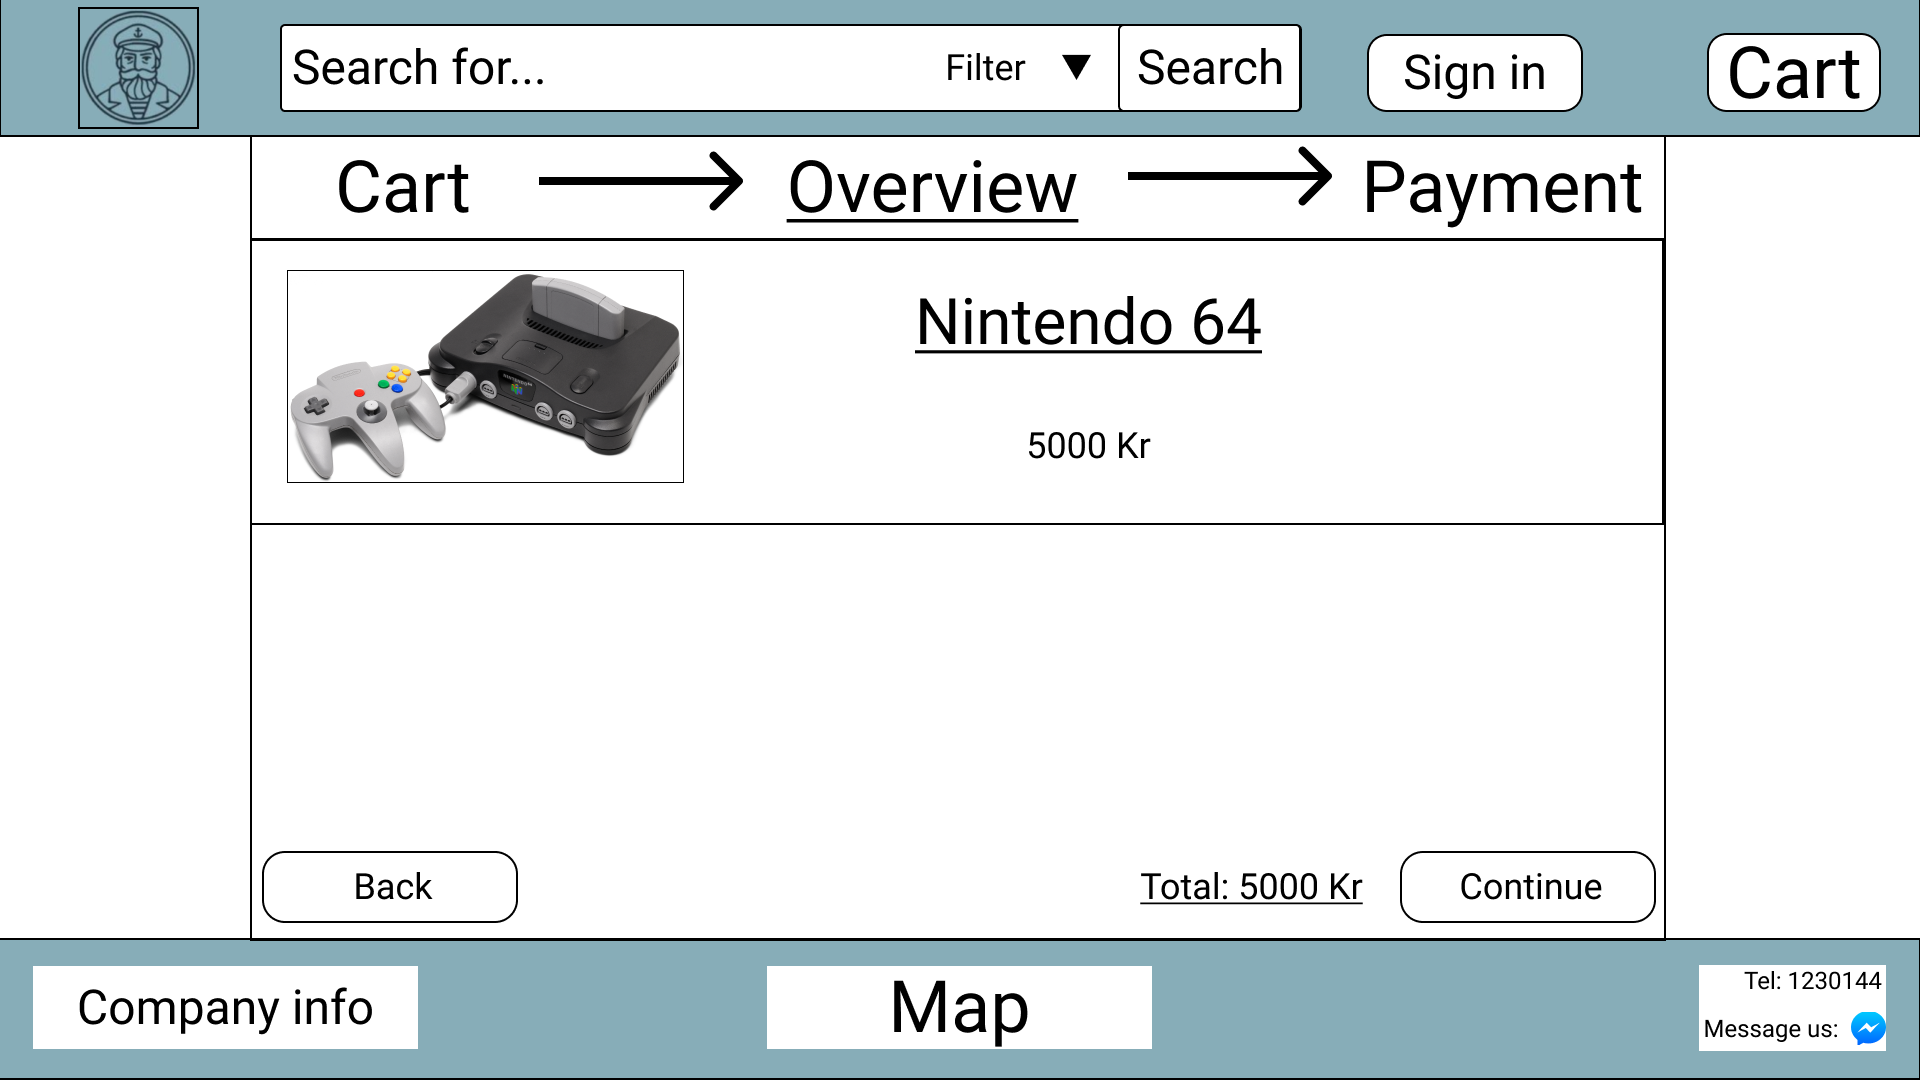 Search for...
Filter
Search
Sign in
Cart
Cart
Overview
Payment
Nintendo 64
5000 Kr
Back
Total: 5000 Kr
Continue
Company info
Map
Tel: 1230144
Message us: